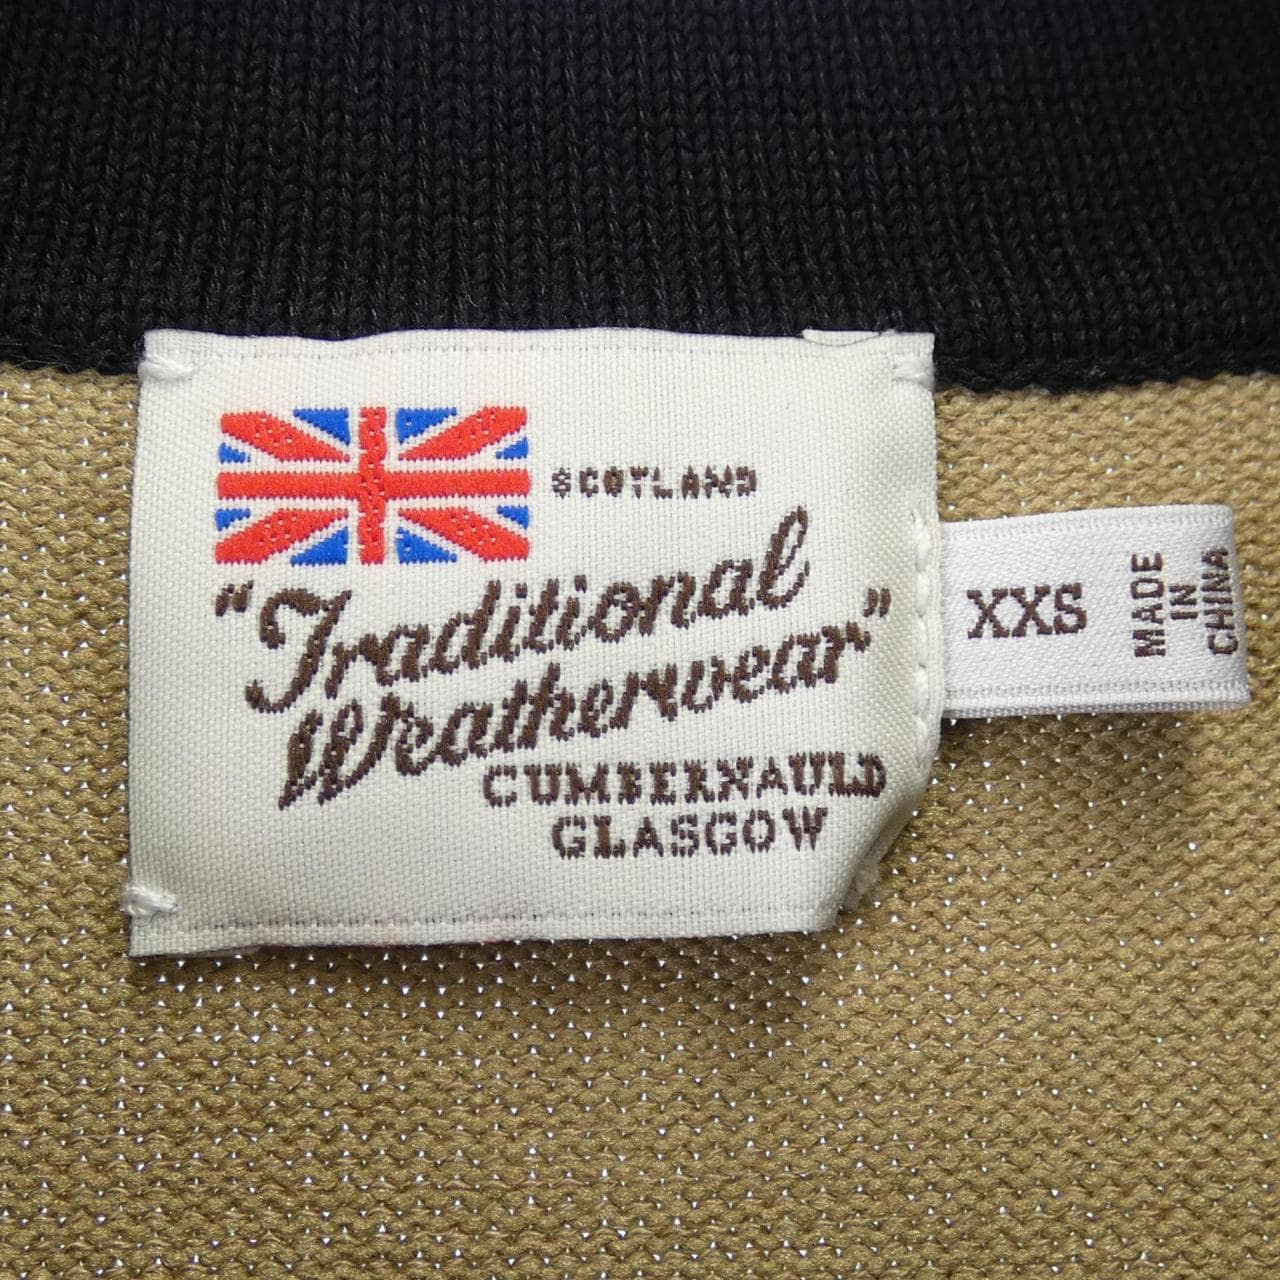 SCOTLAND
"Traditional
Weatherwear"
CUMBERNAULD
GLASGOW
XXS
MADE
IN
CHINA